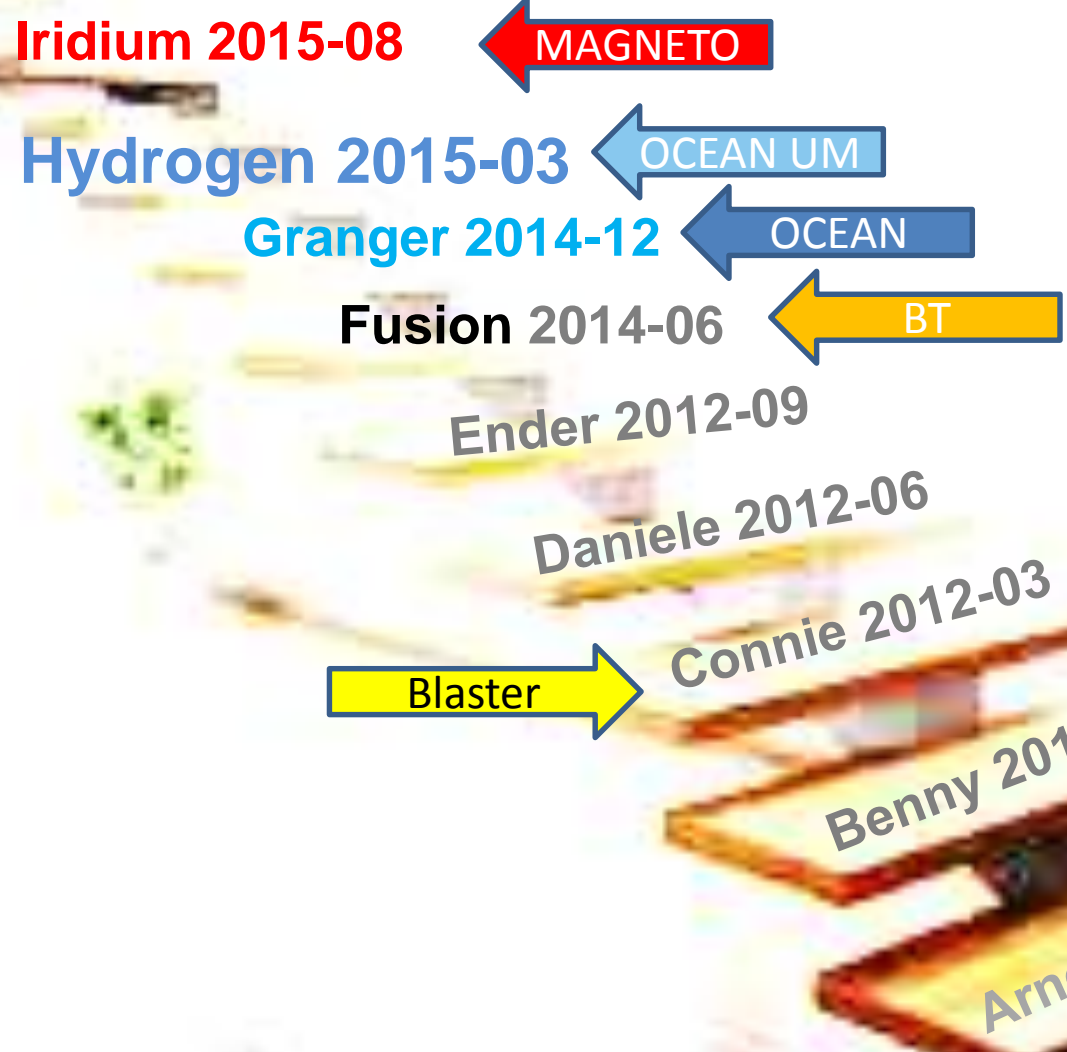 Iridium 2015-08 MAGNETO
Hydrogen 2015-03 OCEAN UM
Granger 2014-12 OCEAN
Fusion 2014-06 BT
Ender 2012-09
Daniele 2012-06
Connie 2012-03
Blaster
Benny